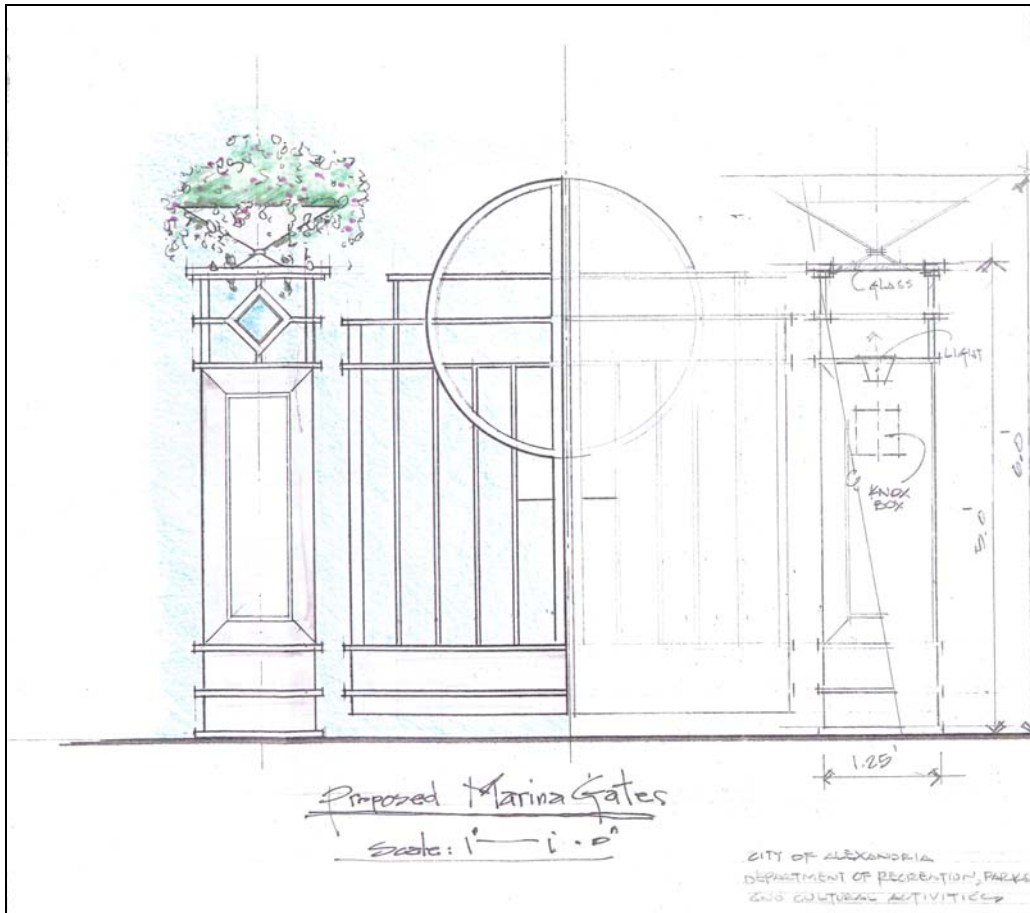 GLASS
LIGHT
KNOX
BOX
5.0'
6.0'
1.25'
Proposed Marina Gates
Scale: 1"— 1'-0"
CITY OF ALEXANDRIA
DEPARTMENT OF RECREATION, PARKS
AND CULTURAL ACTIVITIES